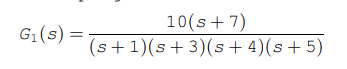 G₁(s) = 10(s + 7) / (s + 1)(s + 3)(s + 4)(s + 5)